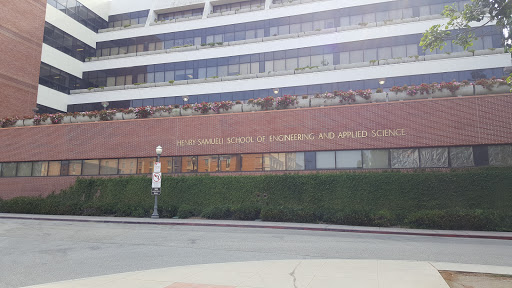 HENRY SAMUELI SCHOOL OF ENGINEERING AND APPLIED SCIENCE